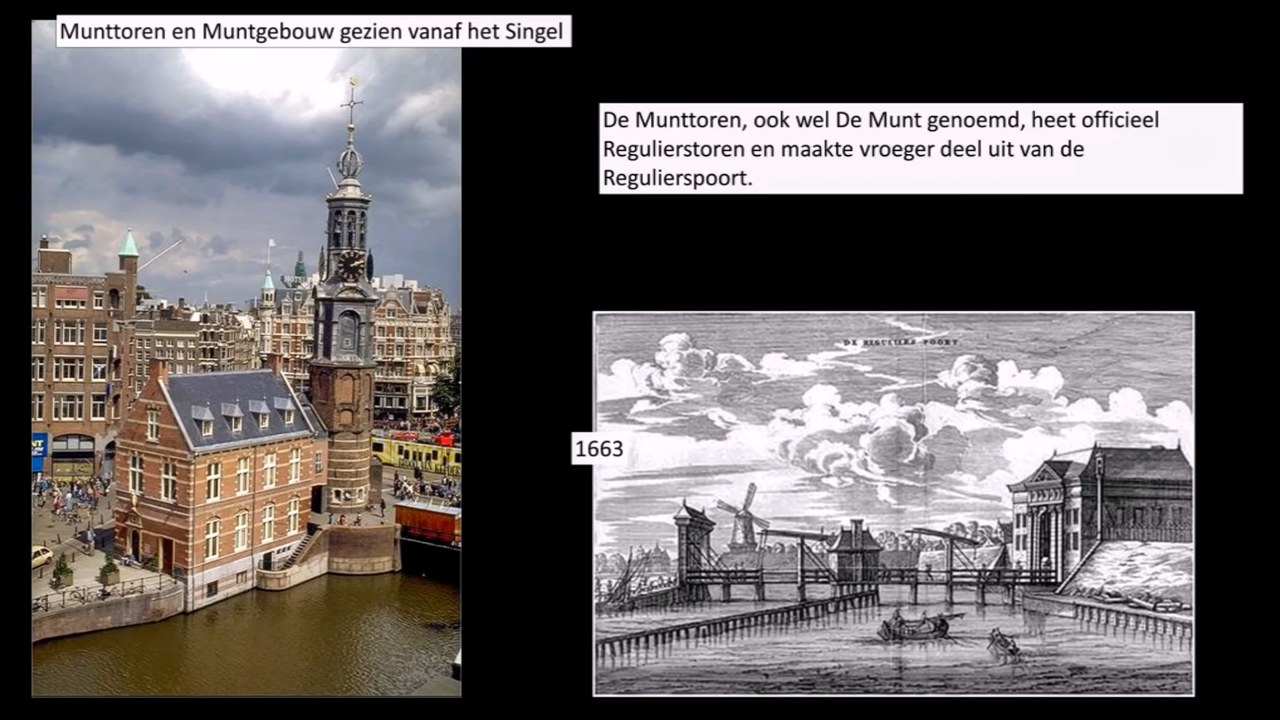 Munttoren en Muntgebouw gezien vanaf het Singel
De Munttoren, ook wel De Munt genoemd, heet officieel
Regulierstoren en maakte vroeger deel uit van de
Regulierspoort.
DE REGULIERS POORT
1663